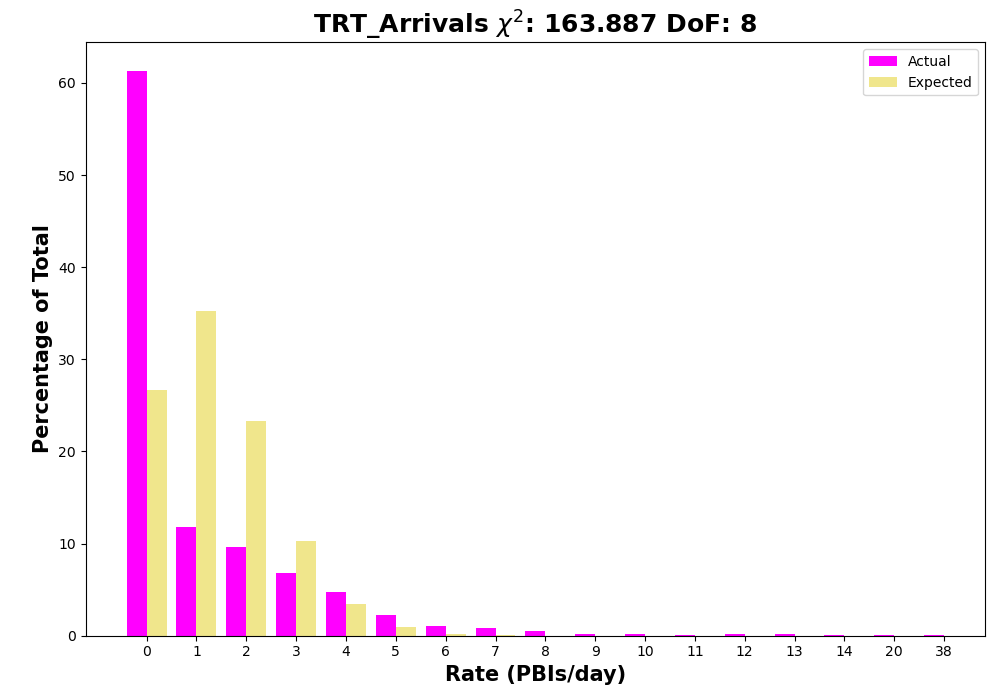 TRT_Arrivals χ²: 163.887 DoF: 8
Actual
Expected
Percentage of Total
60
50
40
30
20
10
0
0 1 2 3 4 5 6 7 8 9 10 11 12 13 14 20 38
Rate (PBIs/day)